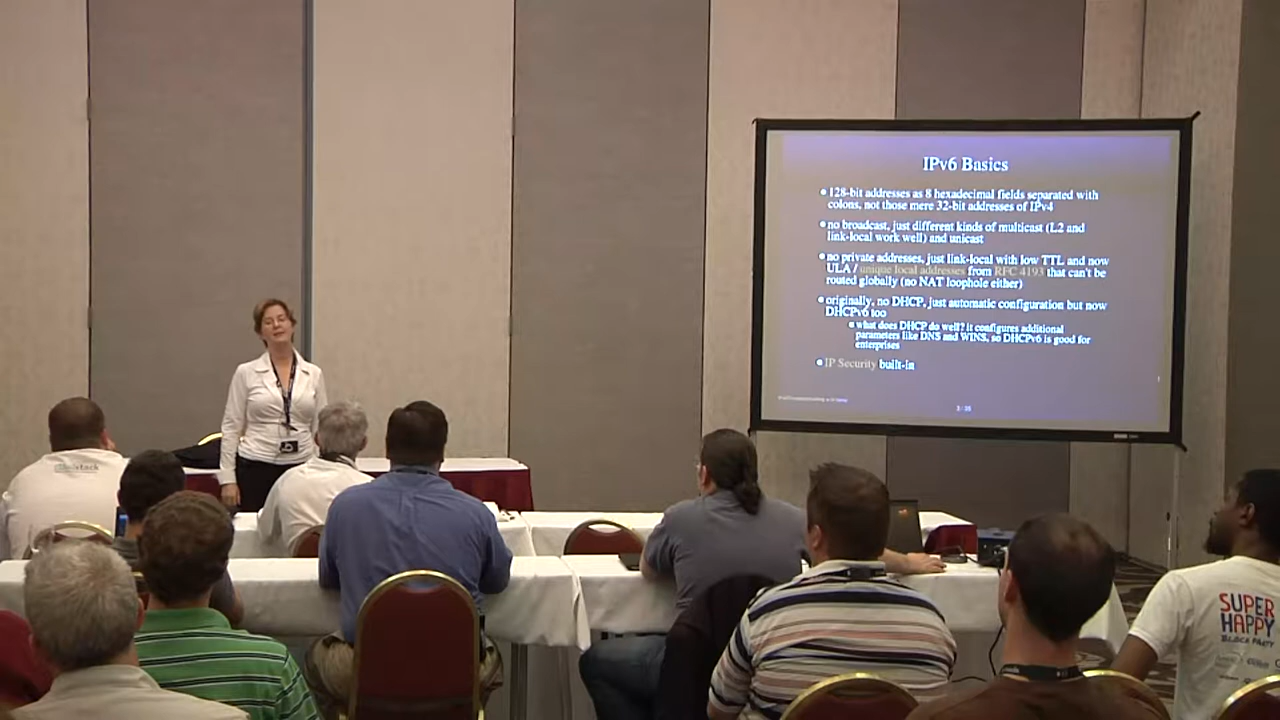 IPv6 Basics
128-bit addresses as 8 hexadecimal fields separated with
colons, not those mere 32-bit addresses of IPv4
no broadcast, just different kinds of multicast (L2 and
link-local work well) and unicast
no private addresses, just link-local with low TTL and now
ULA / unique local addresses from RFC 4193 that can't be
routed globally (no NAT loophole either)
originally, no DHCP, just automatic configuration but now
DHCPv6 too
what does DHCP do well? it configures additional
parameters like DNS and WINS, so DHCPv6 is good for
enterprises
IP Security built-in
SUPER
HAPPY
BLOCK PARTY